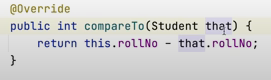 @Override
public int compareTo(Student that) {
return this.rollNo - that.rollNo;
}